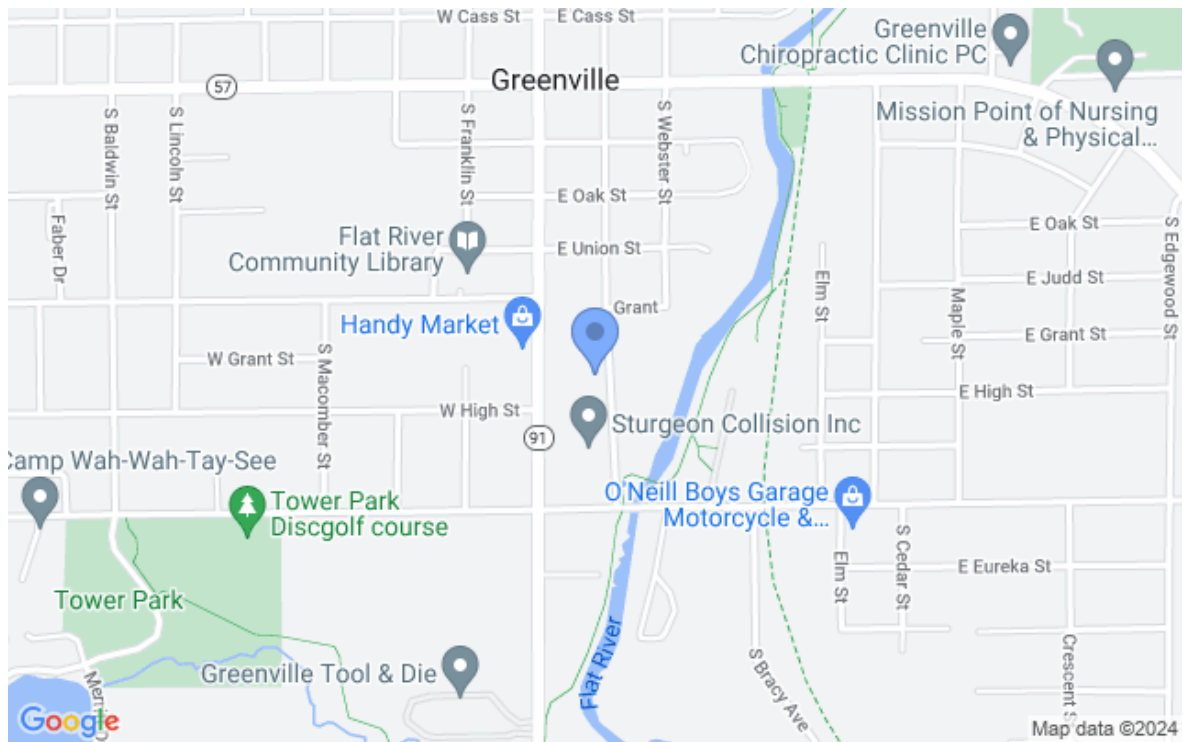 W Cass St
E Cass St
Greenville
Chiropractic Clinic PC
57
Greenville
S Baldwin St
S Lincoln St
S Franklin St
S Webster St
Mission Point of Nursing
& Physical...
E Oak St
Faber Dr
Flat River
Community Library
E Union St
E Oak St
S Edgewood St
Elm St
E Judd St
Maple St
Handy Market
Grant
E Grant St
S Macomber St
W Grant St
W High St
E High St
91
Sturgeon Collision Inc
Camp Wah-Wah-Tay-See
Tower Park
Discgolf course
O'Neill Boys Garage
Motorcycle &...
Elm St
S Cedar St
E Eureka St
Tower Park
Flat River
Greenville Tool & Die
S Bracy Ave
Google
Map data ©2024